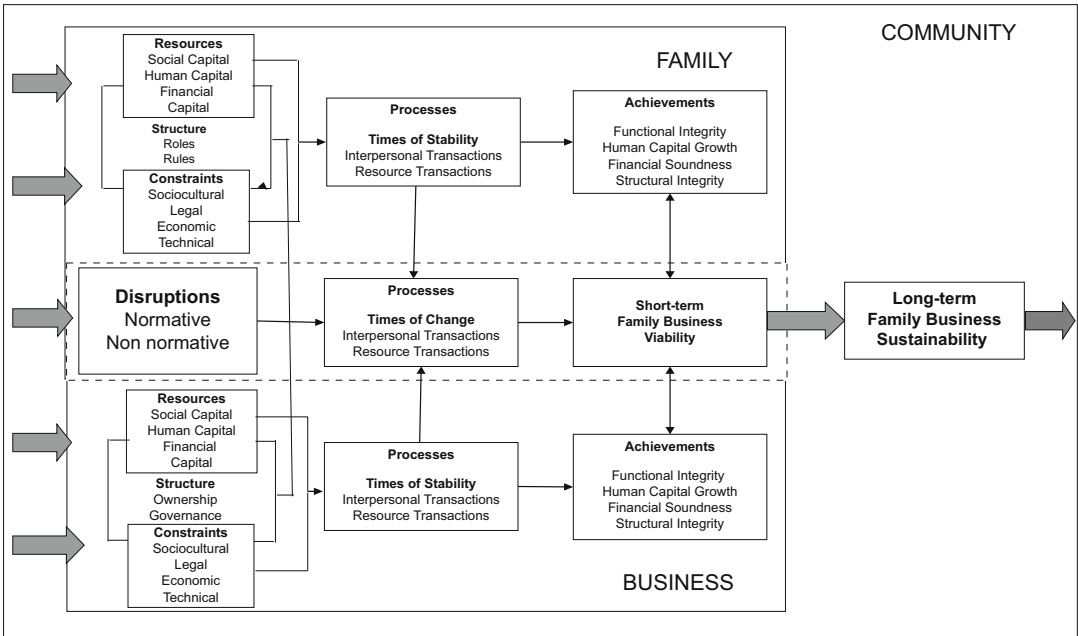 COMMUNITY
FAMILY
Resources
Social Capital
Human Capital
Financial
Capital
Structure
Roles
Rules
Constraints
Sociocultural
Legal
Economic
Technical
Processes
Times of Stability
Interpersonal Transactions
Resource Transactions
Achievements
Functional Integrity
Human Capital Growth
Financial Soundness
Structural Integrity
Disruptions
Normative
Non normative
Processes
Times of Change
Interpersonal Transactions
Resource Transactions
Short-term
Family Business
Viability
Long-term
Family Business
Sustainability
Resources
Social Capital
Human Capital
Financial
Capital
Structure
Ownership
Governance
Constraints
Sociocultural
Legal
Economic
Technical
Processes
Times of Stability
Interpersonal Transactions
Resource Transactions
Achievements
Functional Integrity
Human Capital Growth
Financial Soundness
Structural Integrity
BUSINESS